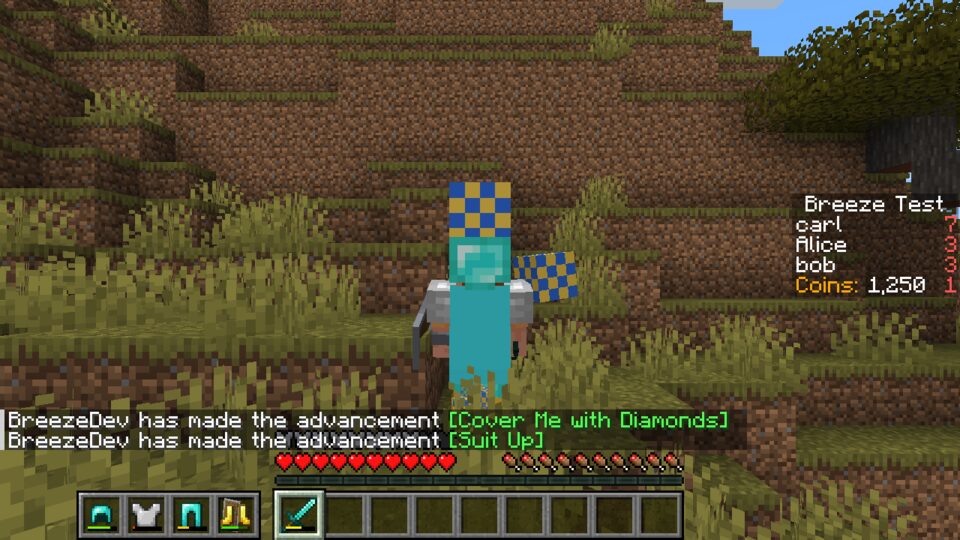 Breeze Test
carl 7
Alice 3
bob 3
Coins: 1,250 1
BreezeDev has made the advancement [Cover Me with Diamonds]
BreezeDev has made the advancement [Suit Up]